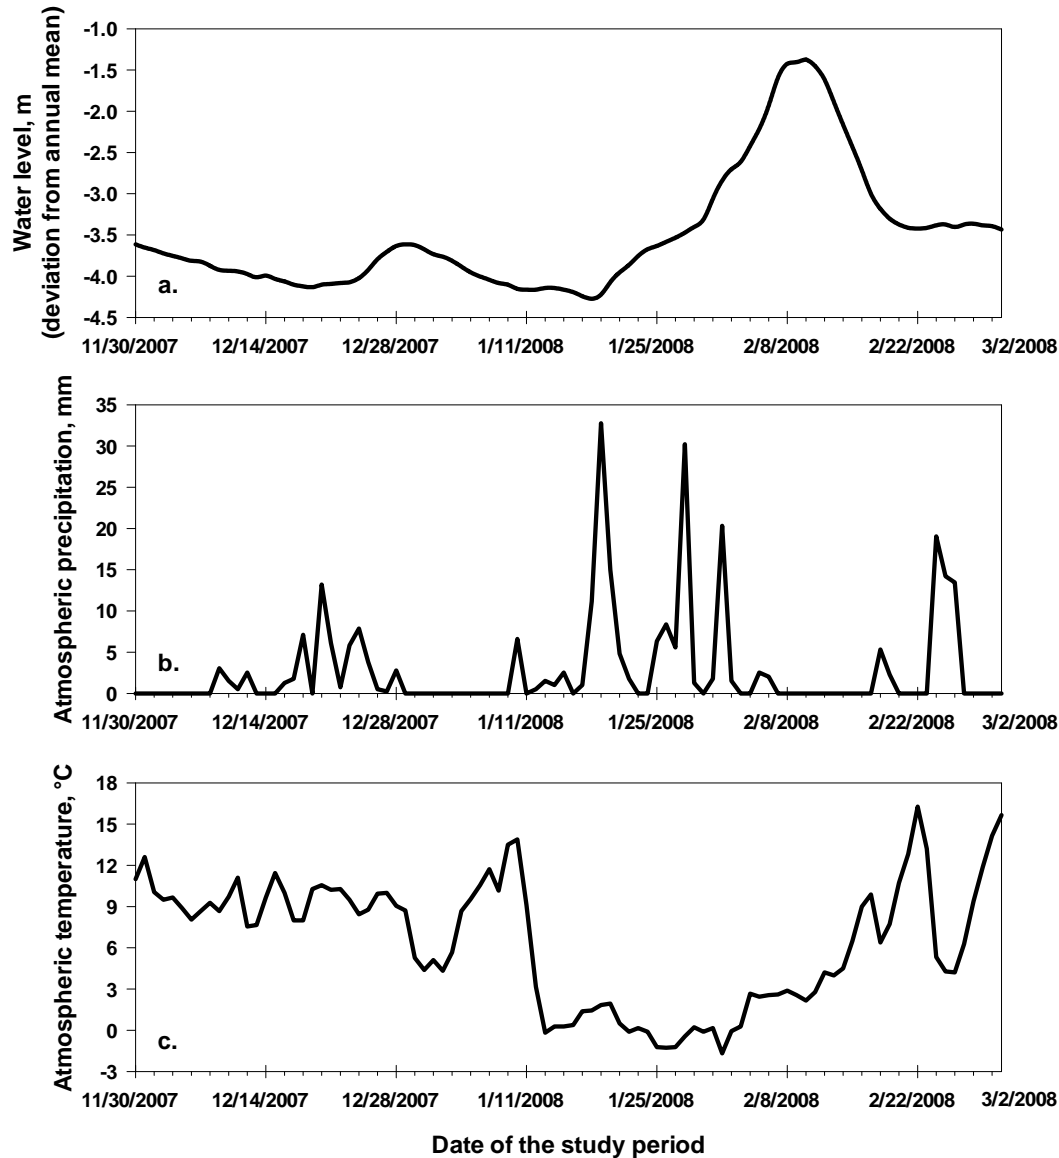 Water level, m
(deviation from annual mean)
-1.0
-1.5
-2.0
-2.5
-3.0
-3.5
-4.0
-4.5
a.
11/30/2007 12/14/2007 12/28/2007 1/11/2008 1/25/2008 2/8/2008 2/22/2008 3/2/2008
Atmospheric precipitation, mm
35
30
25
20
15
10
5
0
b.
11/30/2007 12/14/2007 12/28/2007 1/11/2008 1/25/2008 2/8/2008 2/22/2008 3/2/2008
Atmospheric temperature, °C
18
15
12
9
6
3
0
-3
c.
11/30/2007 12/14/2007 12/28/2007 1/11/2008 1/25/2008 2/8/2008 2/22/2008 3/2/2008
Date of the study period